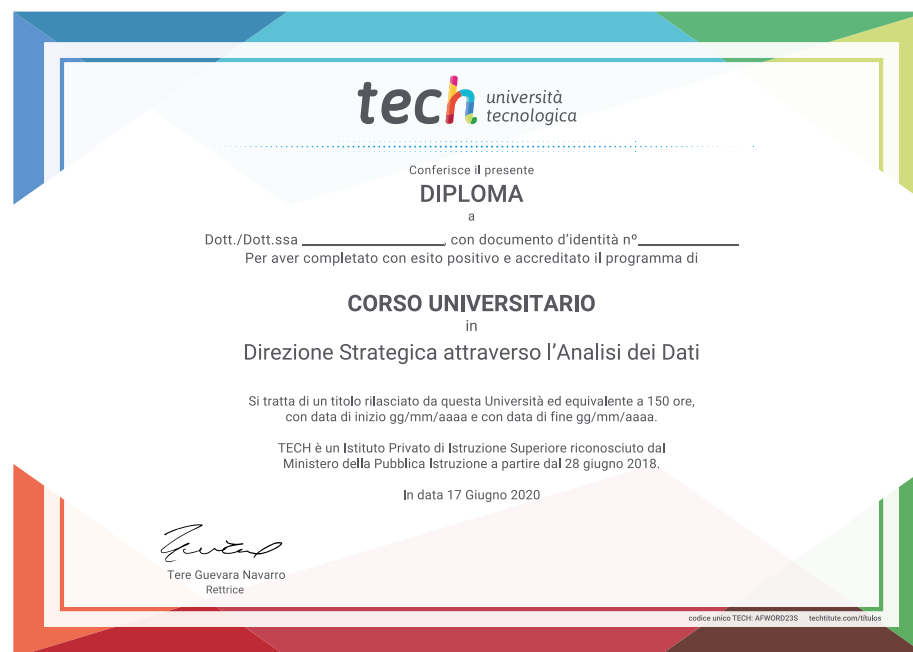 tech università
tecnologica
Conferisce il presente
DIPLOMA
a
Dott./Dott.ssa ____________________, con documento d'identità nº______________
Per aver completato con esito positivo e accreditato il programma di
CORSO UNIVERSITARIO
in
Direzione Strategica attraverso l'Analisi dei Dati
Si tratta di un titolo rilasciato da questa Università ed equivalente a 150 ore,
con data di inizio gg/mm/aaaa e con data di fine gg/mm/aaaa.
TECH è un Istituto Privato di Istruzione Superiore riconosciuto dal
Ministero della Pubblica Istruzione a partire dal 28 giugno 2018.
In data 17 Giugno 2020
Tere Guevara Navarro
Rettrice
codice unico TECH: AFWORD23S techtitute.com/titulos